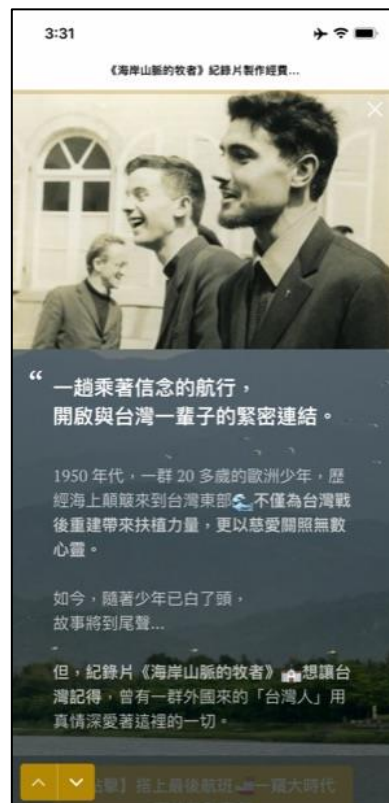 3:31
《海岸山脈的牧者》紀錄片製作經費...
“ 一趟乘著信念的航行，
開啟與台灣一輩子的緊密連結。
1950 年代，一群 20 多歲的歐洲少年，歷
經海上顛簸來到台灣東部🌊不僅為台灣戰
後重建帶來扶植力量，更以慈愛關照無數
心靈。
如今，隨著少年已白了頭，
故事將到尾聲...
但，紀錄片《海岸山脈的牧者》⛪想讓台
灣記得，曾有一群外國來的「台灣人」用
真情深愛著這裡的一切。
擊】搭上最後航班🚢一窺大時代